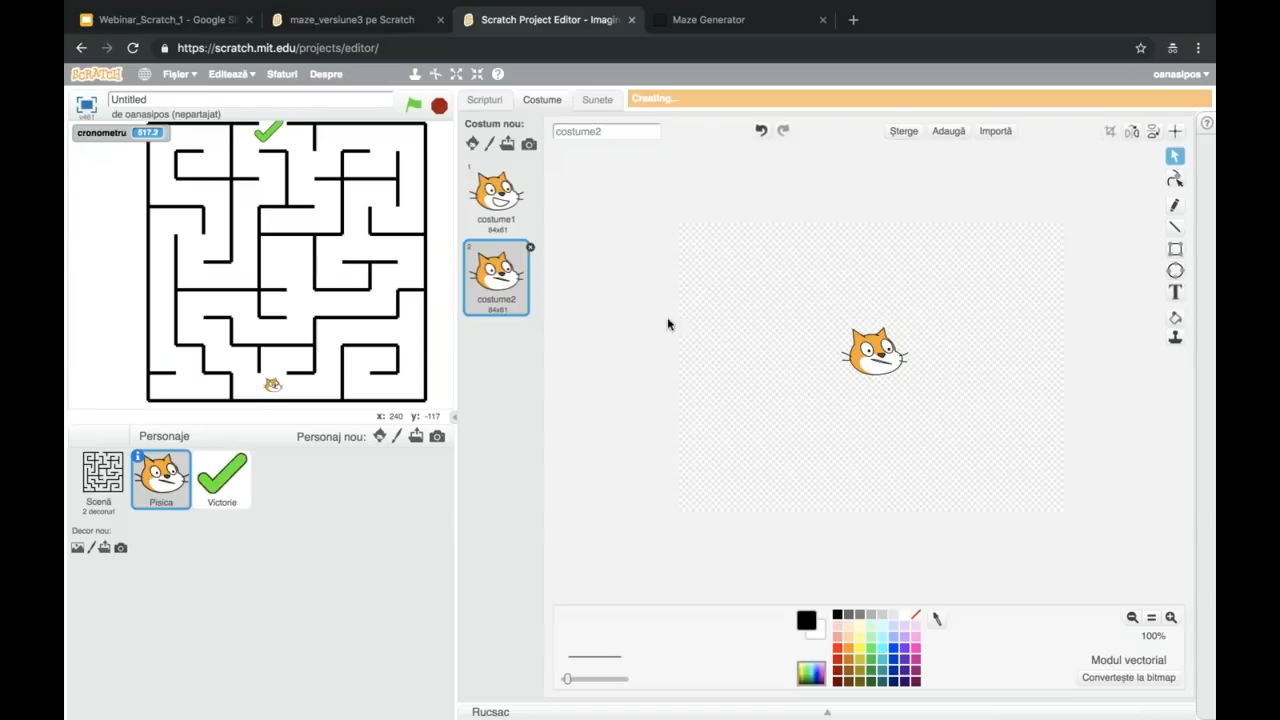 Webinar_Scratch_1 - Google Sl
maze_versiune3 pe Scratch
Scratch Project Editor - Imagin
Maze Generator
https://scratch.mit.edu/projects/editor/
SCRATCH
Fișier
Editează
Sfaturi
Despre
oanasipos
v461
Untitled
de oanasipos (nepartajat)
Scripturi
Costume
Sunete
Creating...
cronometru 517.2
Costum nou:
costume2
Șterge
Adaugă
Importă
1
costume1
84x61
2
costume2
84x61
T
x: 240 y: -117
Personaje
Personaj nou:
Scenă
2 decoruri
Pisica
Victorie
Decor nou:
100%
Modul vectorial
Convertește la bitmap
Rucsac